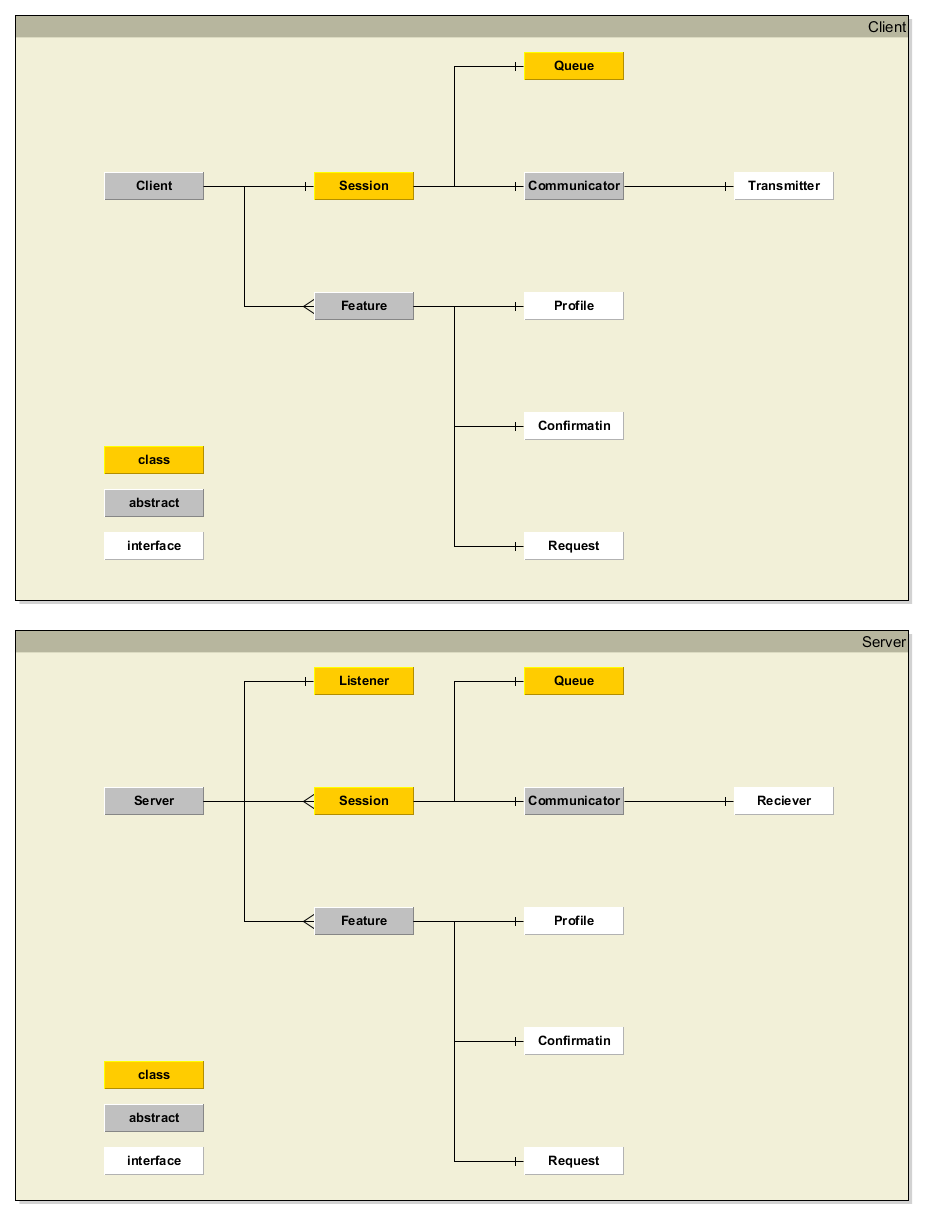 Client
Queue
Client
Session
Communicator
Transmitter
Feature
Profile
Confirmatin
class
abstract
interface
Request
Server
Listener
Queue
Server
Session
Communicator
Reciever
Feature
Profile
Confirmatin
class
abstract
interface
Request